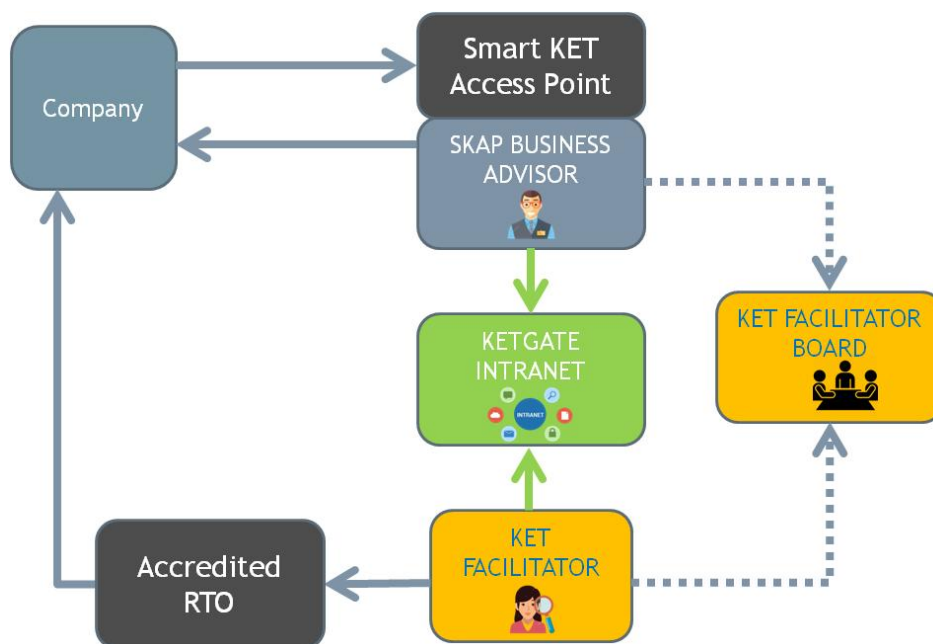 Smart KET
Access Point
Company
SKAP BUSINESS
ADVISOR
KET FACILITATOR
BOARD
KETGATE
INTRANET
INTRANET
KET
FACILITATOR
Accredited
RTO